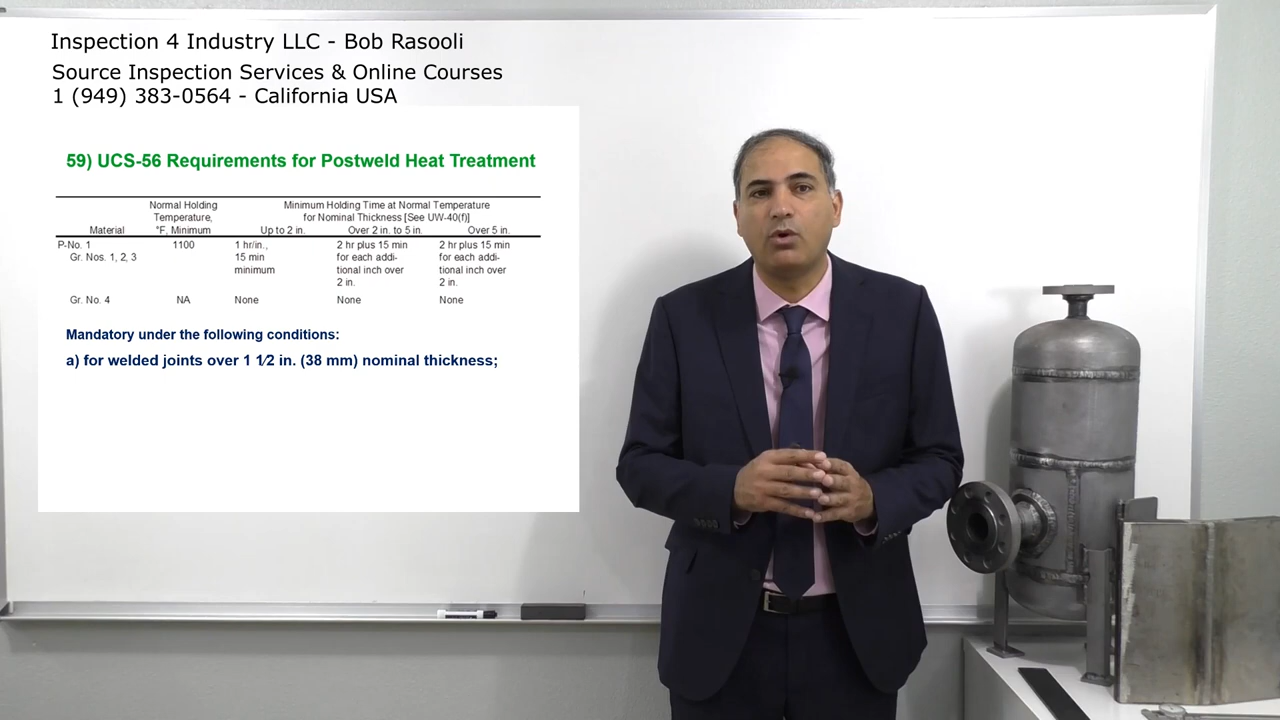 Inspection 4 Industry LLC - Bob Rasooli
Source Inspection Services & Online Courses
1 (949) 383-0564 - California USA
59) UCS-56 Requirements for Postweld Heat Treatment
Normal Holding Minimum Holding Time at Normal Temperature
Temperature, for Nominal Thickness [See UW-40(f)]
Material °F, Minimum Up to 2 in. Over 2 in. to 5 in. Over 5 in.
P-No. 1 1100 1 hr/in., 2 hr plus 15 min 2 hr plus 15 min
Gr. Nos. 1, 2, 3 15 min for each addi- for each addi-
minimum tional inch over tional inch over
2 in. 2 in.
Gr. No. 4 NA None None None
Mandatory under the following conditions:
a) for welded joints over 1 1⁄2 in. (38 mm) nominal thickness;